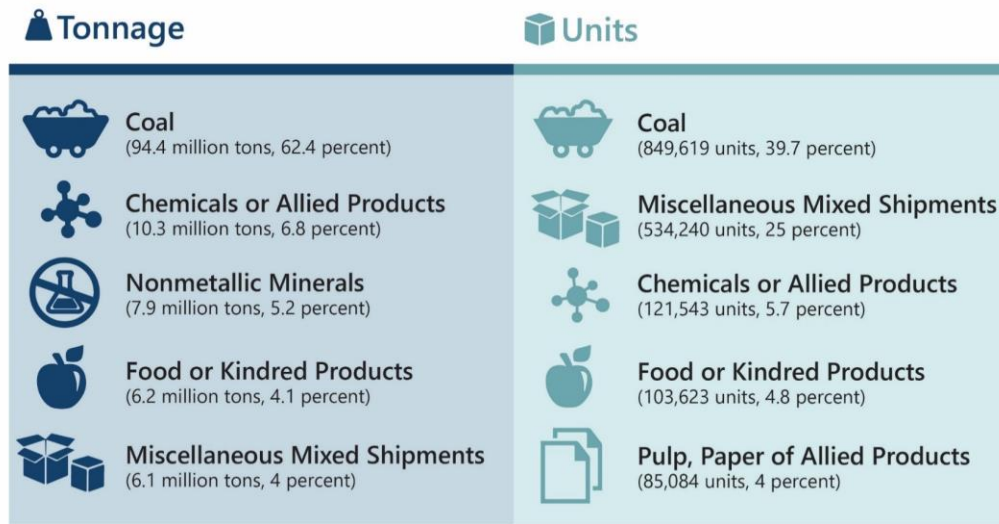 Tonnage
Coal
(94.4 million tons, 62.4 percent)
Chemicals or Allied Products
(10.3 million tons, 6.8 percent)
Nonmetallic Minerals
(7.9 million tons, 5.2 percent)
Food or Kindred Products
(6.2 million tons, 4.1 percent)
Miscellaneous Mixed Shipments
(6.1 million tons, 4 percent)
Units
Coal
(849,619 units, 39.7 percent)
Miscellaneous Mixed Shipments
(534,240 units, 25 percent)
Chemicals or Allied Products
(121,543 units, 5.7 percent)
Food or Kindred Products
(103,623 units, 4.8 percent)
Pulp, Paper of Allied Products
(85,084 units, 4 percent)